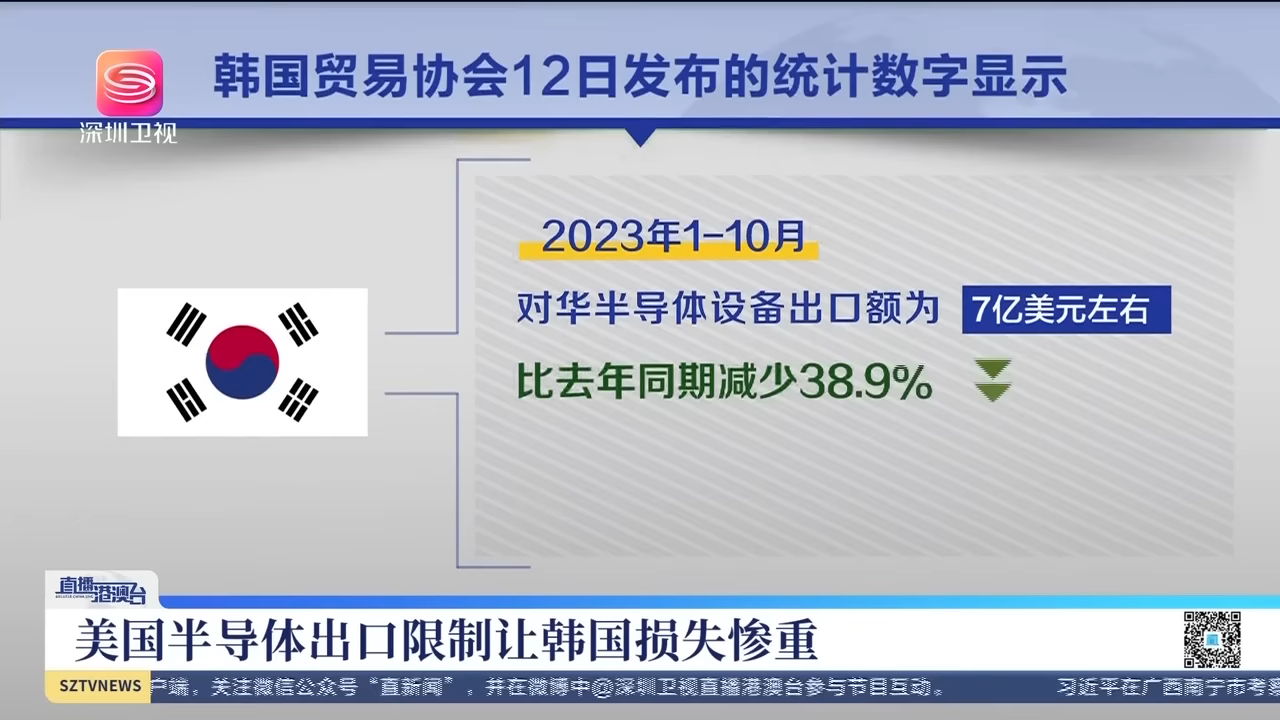 韩国贸易协会12日发布的统计数字显示
深圳卫视
2023年1-10月
对华半导体设备出口额为 7亿美元左右
比去年同期减少38.9%
直播港澳台
美国半导体出口限制让韩国损失惨重
SZTVNEWS 户端，关注微信公众号“直新闻”，并在微博中@深圳卫视直播港澳台参与节目互动。 习近平在广西南宁市考察